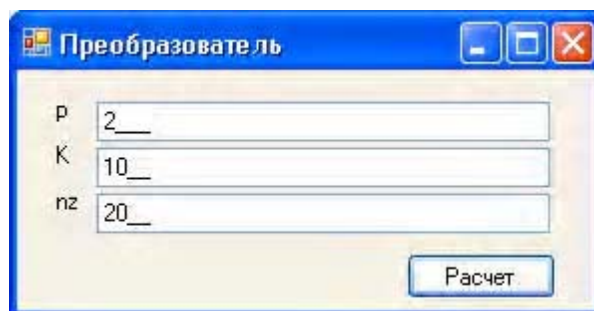 Преобразователь
P 2___
K 10__
nz 20__
Расчет